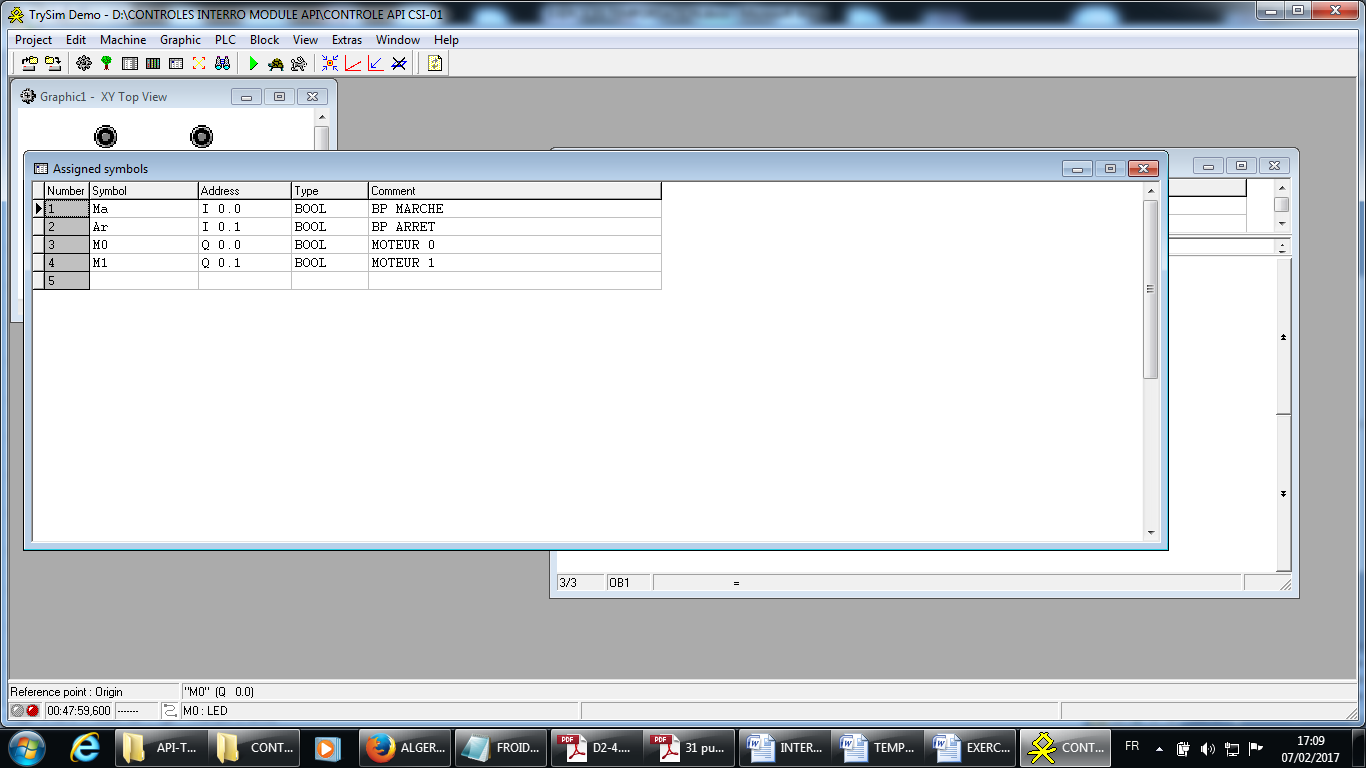 TrySim Demo - D:\CONTROLES INTERRO MODULE API\CONTROLE API CSI-01
Project Edit Machine Graphic PLC Block View Extras Window Help
Graphic1 - XY Top View
Assigned symbols
Number Symbol Address Type Comment
1 Ma I 0.0 BOOL BP MARCHE
2 Ar I 0.1 BOOL BP ARRET
3 M0 Q 0.0 BOOL MOTEUR 0
4 M1 Q 0.1 BOOL MOTEUR 1
5
3/3 OB1 =
Reference point : Origin "M0" (Q 0.0)
00:47:59,600 ------- M0 : LED
API-T... CONT... ALGER... FROID... D2-4.... 31 pu... INTER... TEMP... EXERC... CONT... FR 17:09
07/02/2017